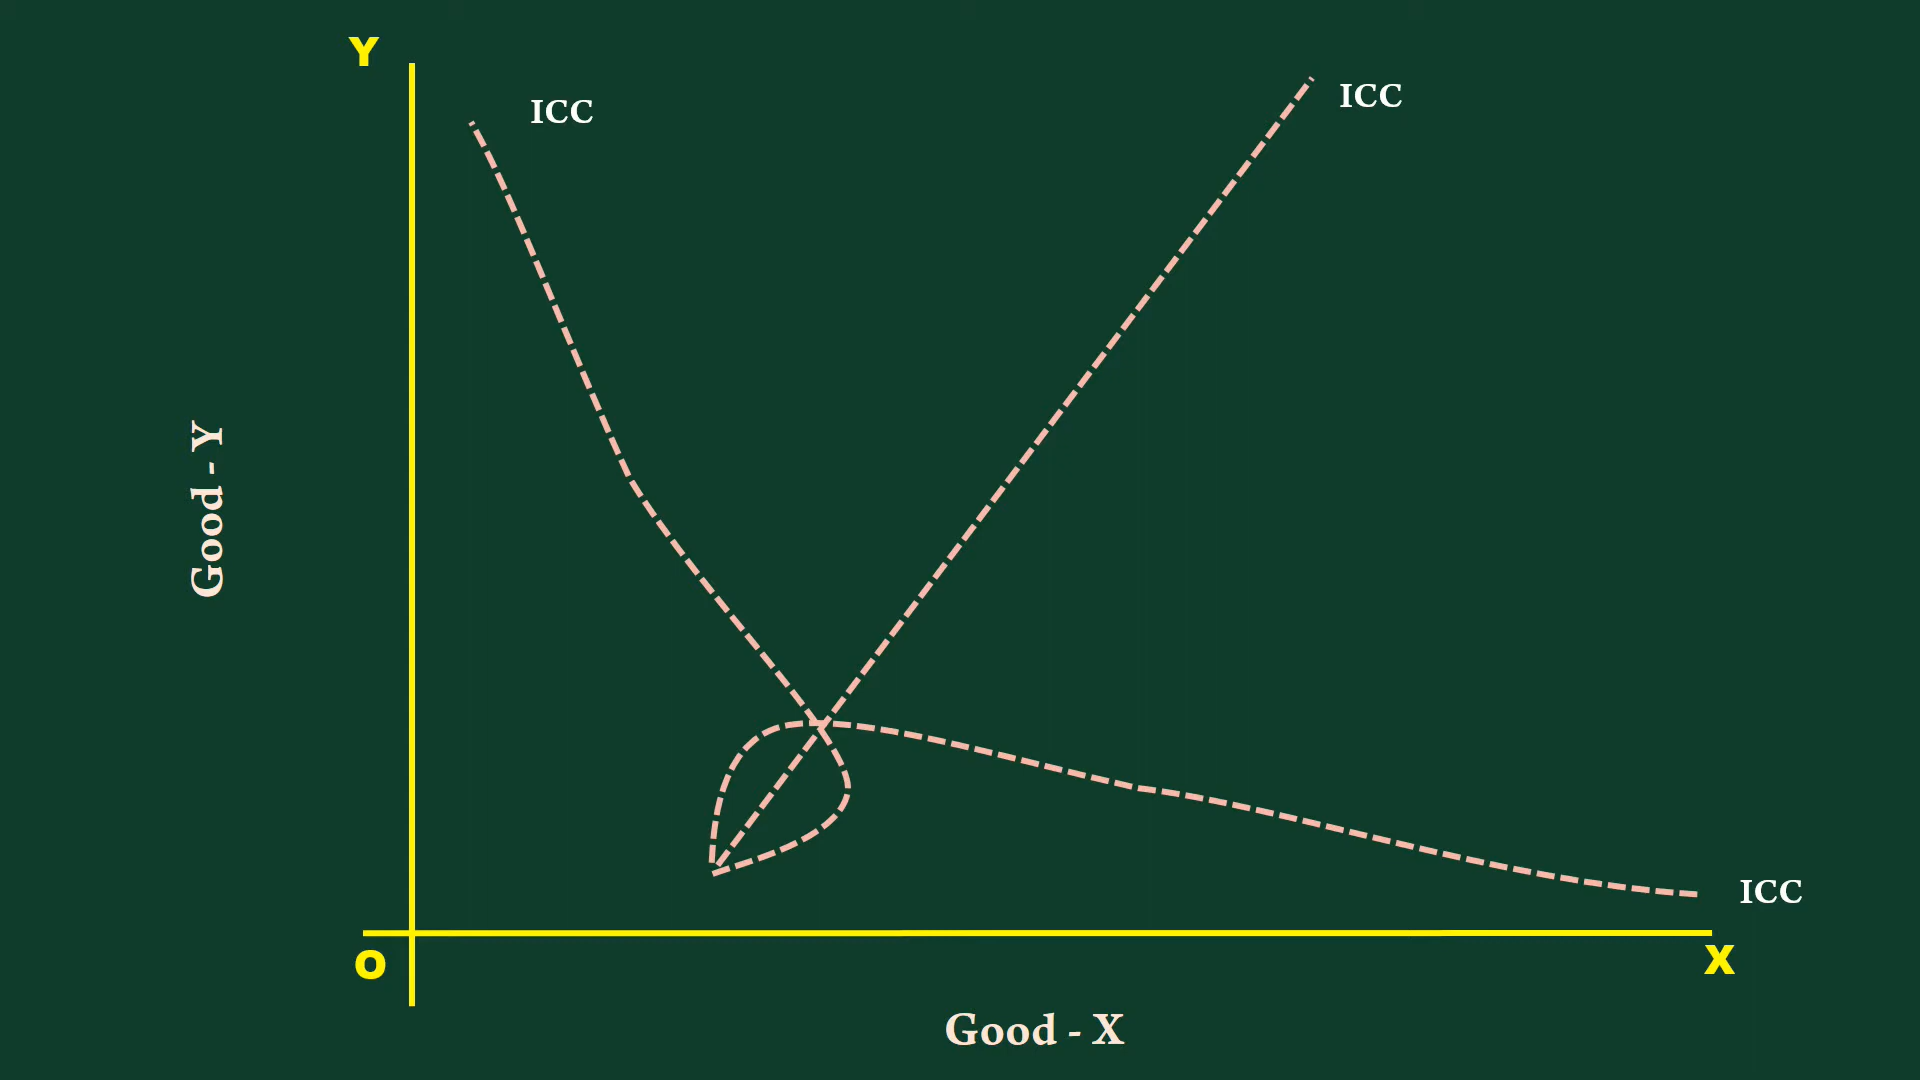 Y
ICC
ICC
Good - Y
ICC
O
X
Good - X